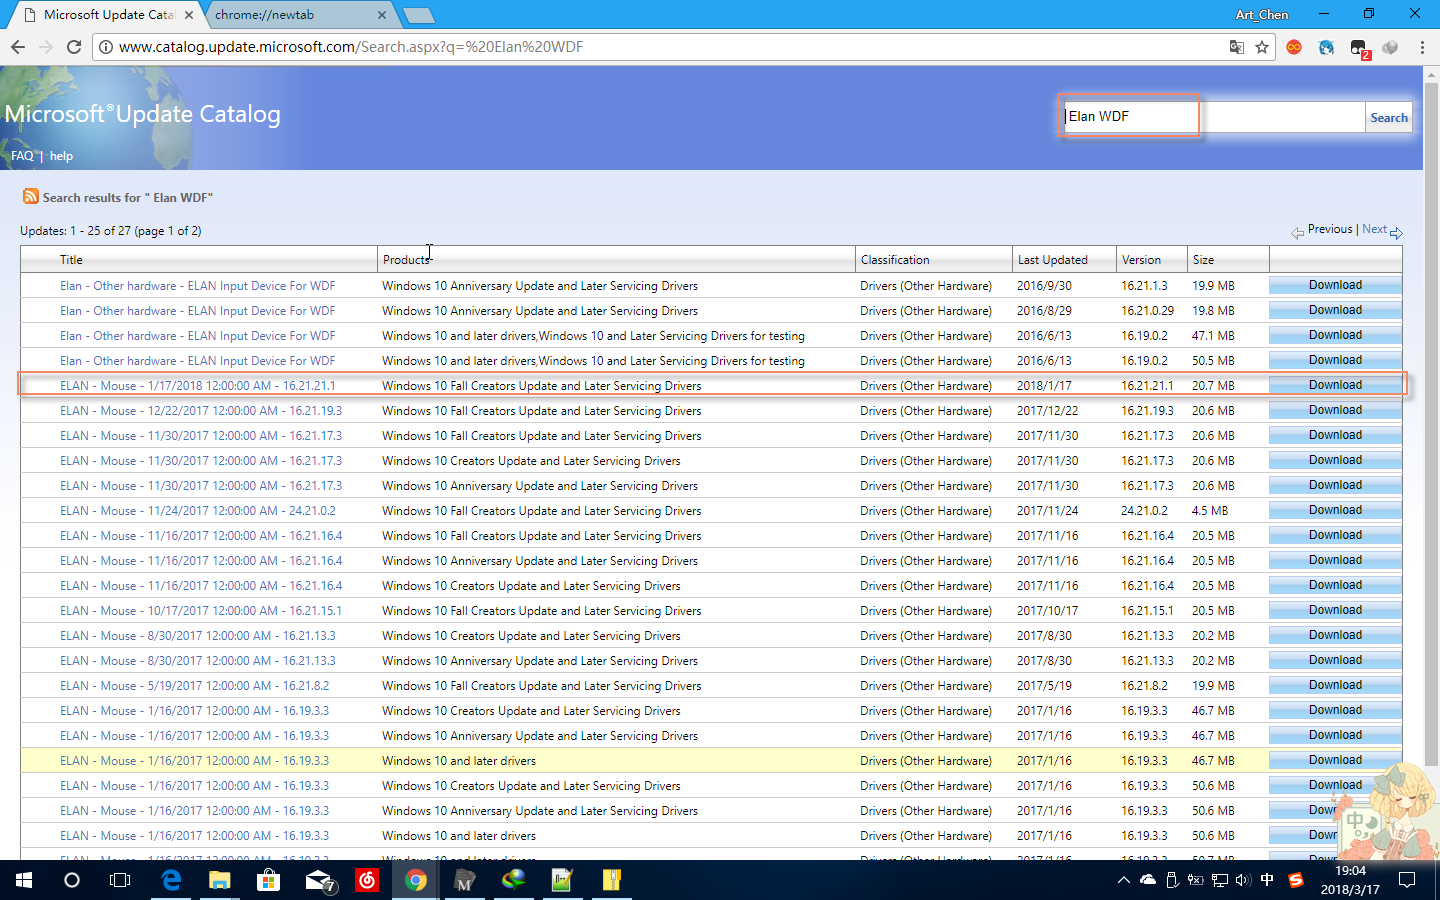 Microsoft Update Cata
chrome://newtab
Art_Chen
www.catalog.update.microsoft.com/Search.aspx?q=%20Elan%20WDF
2
Microsoft®Update Catalog
Elan WDF
Search
FAQ | help
Search results for " Elan WDF"
Updates: 1 - 25 of 27 (page 1 of 2)
Previous | Next
Title Products Classification Last Updated Version Size
Elan - Other hardware - ELAN Input Device For WDF Windows 10 Anniversary Update and Later Servicing Drivers Drivers (Other Hardware) 2016/9/30 16.21.1.3 19.9 MB Download
Elan - Other hardware - ELAN Input Device For WDF Windows 10 Anniversary Update and Later Servicing Drivers Drivers (Other Hardware) 2016/8/29 16.21.0.29 19.8 MB Download
Elan - Other hardware - ELAN Input Device For WDF Windows 10 and later drivers,Windows 10 and Later Servicing Drivers for testing Drivers (Other Hardware) 2016/6/13 16.19.0.2 47.1 MB Download
Elan - Other hardware - ELAN Input Device For WDF Windows 10 and later drivers,Windows 10 and Later Servicing Drivers for testing Drivers (Other Hardware) 2016/6/13 16.19.0.2 50.5 MB Download
ELAN - Mouse - 1/17/2018 12:00:00 AM - 16.21.21.1 Windows 10 Fall Creators Update and Later Servicing Drivers Drivers (Other Hardware) 2018/1/17 16.21.21.1 20.7 MB Download
ELAN - Mouse - 12/22/2017 12:00:00 AM - 16.21.19.3 Windows 10 Fall Creators Update and Later Servicing Drivers Drivers (Other Hardware) 2017/12/22 16.21.19.3 20.6 MB Download
ELAN - Mouse - 11/30/2017 12:00:00 AM - 16.21.17.3 Windows 10 Fall Creators Update and Later Servicing Drivers Drivers (Other Hardware) 2017/11/30 16.21.17.3 20.6 MB Download
ELAN - Mouse - 11/30/2017 12:00:00 AM - 16.21.17.3 Windows 10 Creators Update and Later Servicing Drivers Drivers (Other Hardware) 2017/11/30 16.21.17.3 20.6 MB Download
ELAN - Mouse - 11/30/2017 12:00:00 AM - 16.21.17.3 Windows 10 Anniversary Update and Later Servicing Drivers Drivers (Other Hardware) 2017/11/30 16.21.17.3 20.6 MB Download
ELAN - Mouse - 11/24/2017 12:00:00 AM - 24.21.0.2 Windows 10 Fall Creators Update and Later Servicing Drivers Drivers (Other Hardware) 2017/11/24 24.21.0.2 4.5 MB Download
ELAN - Mouse - 11/16/2017 12:00:00 AM - 16.21.16.4 Windows 10 Fall Creators Update and Later Servicing Drivers Drivers (Other Hardware) 2017/11/16 16.21.16.4 20.5 MB Download
ELAN - Mouse - 11/16/2017 12:00:00 AM - 16.21.16.4 Windows 10 Anniversary Update and Later Servicing Drivers Drivers (Other Hardware) 2017/11/16 16.21.16.4 20.5 MB Download
ELAN - Mouse - 11/16/2017 12:00:00 AM - 16.21.16.4 Windows 10 Creators Update and Later Servicing Drivers Drivers (Other Hardware) 2017/11/16 16.21.16.4 20.5 MB Download
ELAN - Mouse - 10/17/2017 12:00:00 AM - 16.21.15.1 Windows 10 Fall Creators Update and Later Servicing Drivers Drivers (Other Hardware) 2017/10/17 16.21.15.1 20.5 MB Download
ELAN - Mouse - 8/30/2017 12:00:00 AM - 16.21.13.3 Windows 10 Creators Update and Later Servicing Drivers Drivers (Other Hardware) 2017/8/30 16.21.13.3 20.2 MB Download
ELAN - Mouse - 8/30/2017 12:00:00 AM - 16.21.13.3 Windows 10 Anniversary Update and Later Servicing Drivers Drivers (Other Hardware) 2017/8/30 16.21.13.3 20.2 MB Download
ELAN - Mouse - 5/19/2017 12:00:00 AM - 16.21.8.2 Windows 10 Fall Creators Update and Later Servicing Drivers Drivers (Other Hardware) 2017/5/19 16.21.8.2 19.9 MB Download
ELAN - Mouse - 1/16/2017 12:00:00 AM - 16.19.3.3 Windows 10 Creators Update and Later Servicing Drivers Drivers (Other Hardware) 2017/1/16 16.19.3.3 46.7 MB Download
ELAN - Mouse - 1/16/2017 12:00:00 AM - 16.19.3.3 Windows 10 Anniversary Update and Later Servicing Drivers Drivers (Other Hardware) 2017/1/16 16.19.3.3 46.7 MB Download
ELAN - Mouse - 1/16/2017 12:00:00 AM - 16.19.3.3 Windows 10 and later drivers Drivers (Other Hardware) 2017/1/16 16.19.3.3 46.7 MB Download
ELAN - Mouse - 1/16/2017 12:00:00 AM - 16.19.3.3 Windows 10 Creators Update and Later Servicing Drivers Drivers (Other Hardware) 2017/1/16 16.19.3.3 50.6 MB Down
ELAN - Mouse - 1/16/2017 12:00:00 AM - 16.19.3.3 Windows 10 Anniversary Update and Later Servicing Drivers Drivers (Other Hardware) 2017/1/16 16.19.3.3 50.6 MB Down
ELAN - Mouse - 1/16/2017 12:00:00 AM - 16.19.3.3 Windows 10 and later drivers Drivers (Other Hardware) 2017/1/16 16.19.3.3 50.6 MB Down
ELAN - Mouse - 1/16/2017 12:00:00 AM - 16.19.3.3 Windows 10 and later drivers Drivers (Other Hardware) 2017/1/16 16.19.3.3 50.7 MB Down
中
7
M
中
19:04
2018/3/17